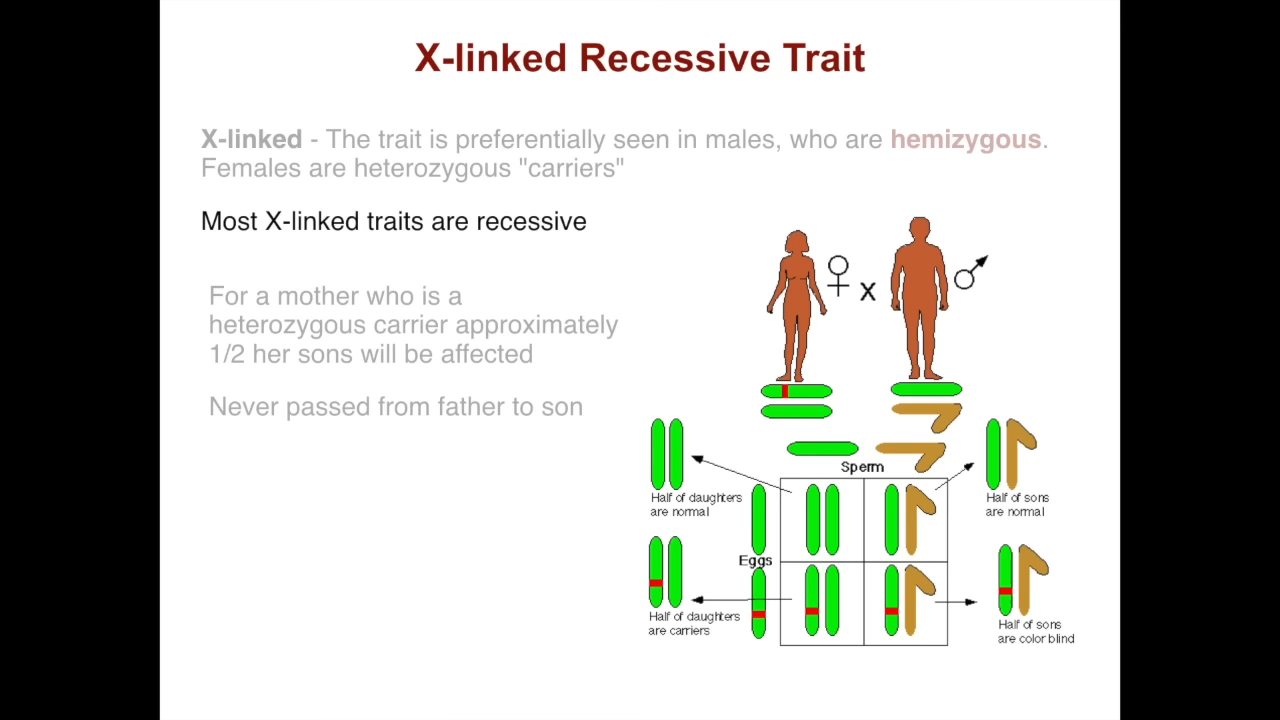 X-linked Recessive Trait
X-linked - The trait is preferentially seen in males, who are hemizygous.
Females are heterozygous "carriers"
Most X-linked traits are recessive
For a mother who is a
heterozygous carrier approximately
1/2 her sons will be affected
Never passed from father to son
♀ x ♂
Sperm
Half of daughters
are normal
Half of sons
are normal
Eggs
Half of daughters
are carriers
Half of sons
are color blind